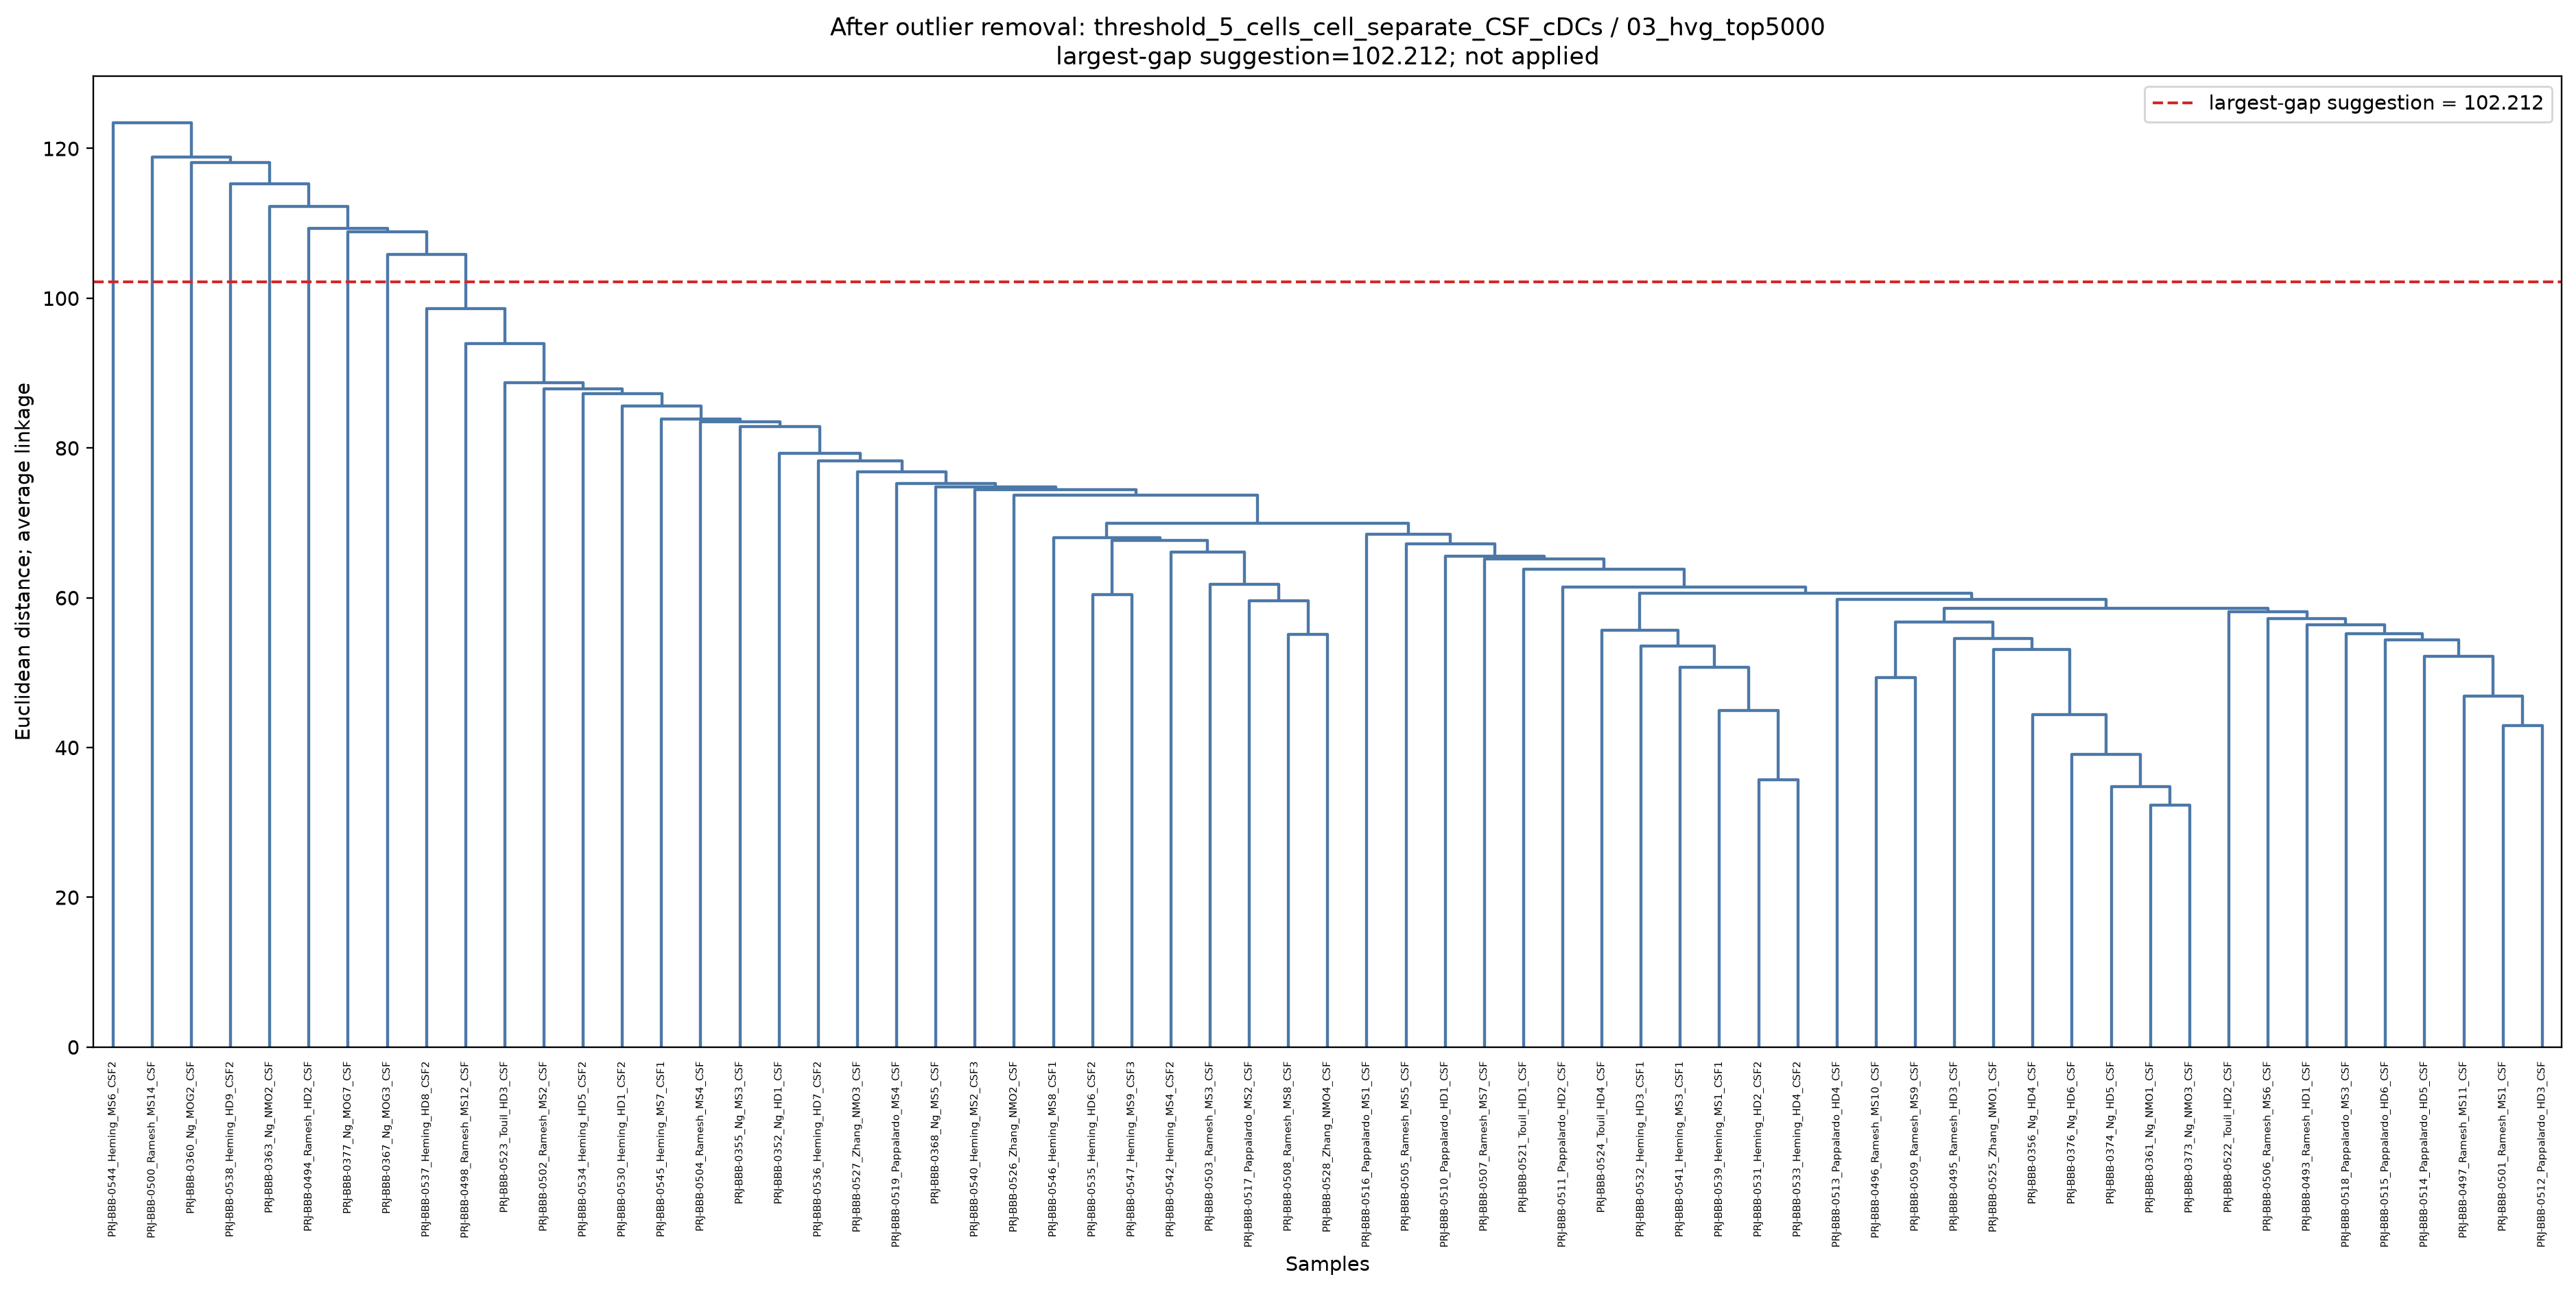 After outlier removal: threshold_5_cells_cell_separate_CSF_cDCs / 03_hvg_top5000
largest-gap suggestion=102.212; not applied
largest-gap suggestion = 102.212
Euclidean distance; average linkage
120
100
80
60
40
20
0
PRJ-BBB-0544_Heming_MS6_CSF2
PRJ-BBB-0500_Ramesh_MS14_CSF
PRJ-BBB-0360_Ng_MOG2_CSF
PRJ-BBB-0538_Heming_HD9_CSF2
PRJ-BBB-0363_Ng_NMO2_CSF
PRJ-BBB-0494_Ramesh_HD2_CSF
PRJ-BBB-0377_Ng_MOG7_CSF
PRJ-BBB-0367_Ng_MOG3_CSF
PRJ-BBB-0537_Heming_HD8_CSF2
PRJ-BBB-0498_Ramesh_MS12_CSF
PRJ-BBB-0523_Touil_HD3_CSF
PRJ-BBB-0502_Ramesh_MS2_CSF
PRJ-BBB-0534_Heming_HD5_CSF2
PRJ-BBB-0530_Heming_HD1_CSF2
PRJ-BBB-0545_Heming_MS7_CSF1
PRJ-BBB-0504_Ramesh_MS4_CSF
PRJ-BBB-0355_Ng_MS3_CSF
PRJ-BBB-0352_Ng_HD1_CSF
PRJ-BBB-0536_Heming_HD7_CSF2
PRJ-BBB-0527_Zhang_NMO3_CSF
PRJ-BBB-0519_Pappalardo_MS4_CSF
PRJ-BBB-0368_Ng_MS5_CSF
PRJ-BBB-0540_Heming_MS2_CSF3
PRJ-BBB-0526_Zhang_NMO2_CSF
PRJ-BBB-0546_Heming_MS8_CSF1
PRJ-BBB-0535_Heming_HD6_CSF2
PRJ-BBB-0547_Heming_MS9_CSF3
PRJ-BBB-0542_Heming_MS4_CSF2
PRJ-BBB-0503_Ramesh_MS3_CSF
PRJ-BBB-0517_Pappalardo_MS2_CSF
PRJ-BBB-0508_Ramesh_MS8_CSF
PRJ-BBB-0528_Zhang_NMO4_CSF
PRJ-BBB-0516_Pappalardo_MS1_CSF
PRJ-BBB-0505_Ramesh_MS5_CSF
PRJ-BBB-0510_Pappalardo_HD1_CSF
PRJ-BBB-0507_Ramesh_MS7_CSF
PRJ-BBB-0521_Touil_HD1_CSF
PRJ-BBB-0511_Pappalardo_HD2_CSF
PRJ-BBB-0524_Touil_HD4_CSF
PRJ-BBB-0532_Heming_HD3_CSF1
PRJ-BBB-0541_Heming_MS3_CSF1
PRJ-BBB-0539_Heming_MS1_CSF1
PRJ-BBB-0531_Heming_HD2_CSF2
PRJ-BBB-0533_Heming_HD4_CSF2
PRJ-BBB-0513_Pappalardo_HD4_CSF
PRJ-BBB-0496_Ramesh_MS10_CSF
PRJ-BBB-0509_Ramesh_MS9_CSF
PRJ-BBB-0495_Ramesh_HD3_CSF
PRJ-BBB-0525_Zhang_NMO1_CSF
PRJ-BBB-0356_Ng_HD4_CSF
PRJ-BBB-0376_Ng_HD6_CSF
PRJ-BBB-0374_Ng_HD5_CSF
PRJ-BBB-0361_Ng_NMO1_CSF
PRJ-BBB-0373_Ng_NMO3_CSF
PRJ-BBB-0522_Touil_HD2_CSF
PRJ-BBB-0506_Ramesh_MS6_CSF
PRJ-BBB-0493_Ramesh_HD1_CSF
PRJ-BBB-0518_Pappalardo_MS3_CSF
PRJ-BBB-0515_Pappalardo_HD6_CSF
PRJ-BBB-0514_Pappalardo_HD5_CSF
PRJ-BBB-0497_Ramesh_MS11_CSF
PRJ-BBB-0501_Ramesh_MS1_CSF
PRJ-BBB-0512_Pappalardo_HD3_CSF
Samples